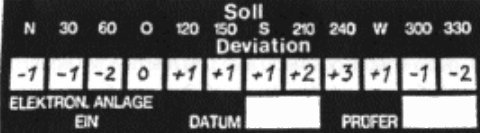 Soll
N 30 60 O 120 150 S 210 240 W 300 330
Deviation
-1 -1 -2 0 +1 +1 +1 +2 +3 +1 -1 -2
ELEKTRON. ANLAGE
EIN DATUM PRÜFER